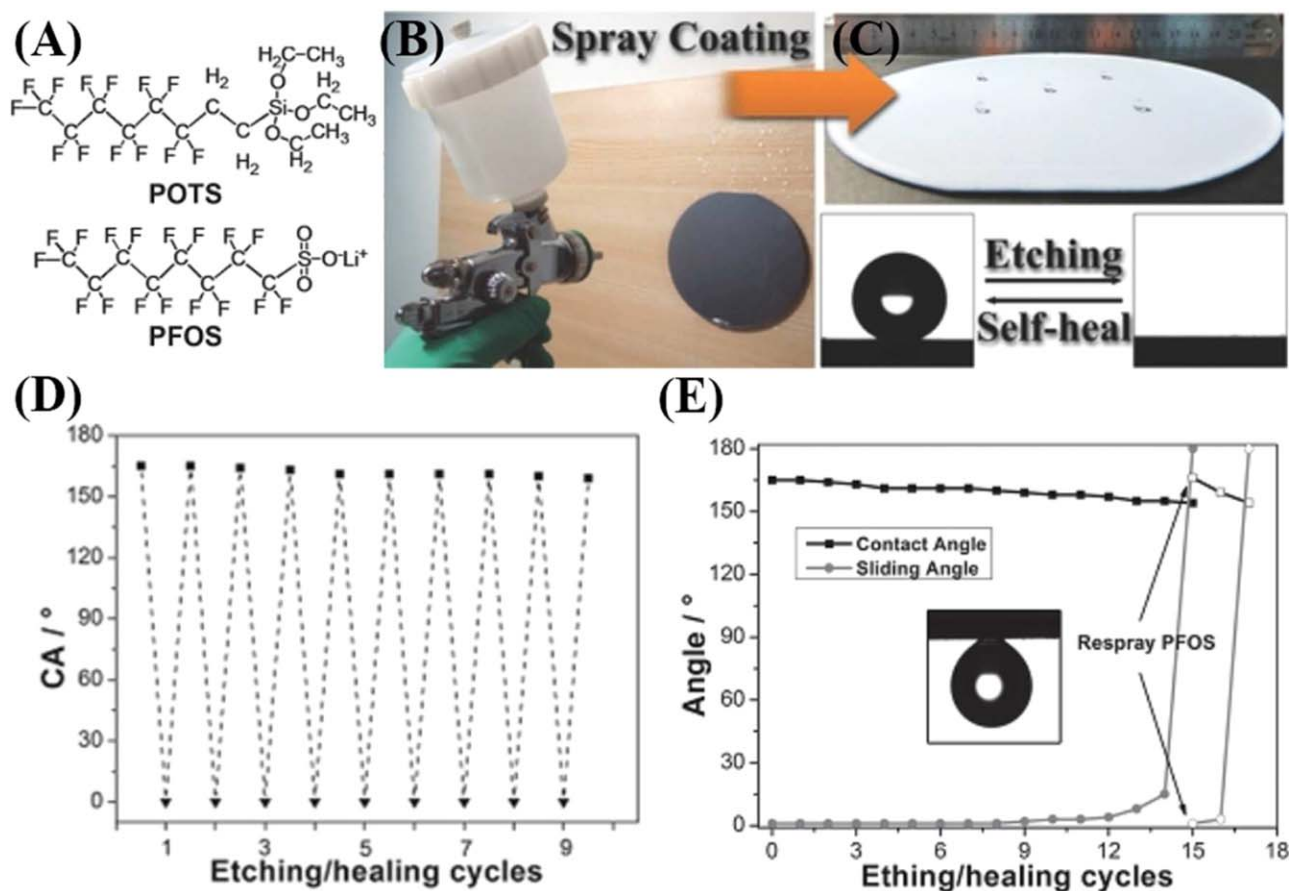 (A)
H₂C-CH₃
H₂
O
H₂
F F F F F F
C C C C Si-O-C-CH₃
F-C C C C C O C-CH₃
F F F F F F H₂
H₂
POTS
F F F F F F F F
F-C C C C S-O-Li⁺
C C C C O
F F F F F F F F
PFOS
(B)
Spray Coating
(C)
Etching
Self-heal
(D)
180
150
120
90
60
30
0
CA / °
1 3 5 7 9
Etching/healing cycles
(E)
180
150
120
90
60
30
0
Angle / °
Contact Angle
Sliding Angle
Respray PFOS
0 3 6 9 12 15 18
Ething/healing cycles